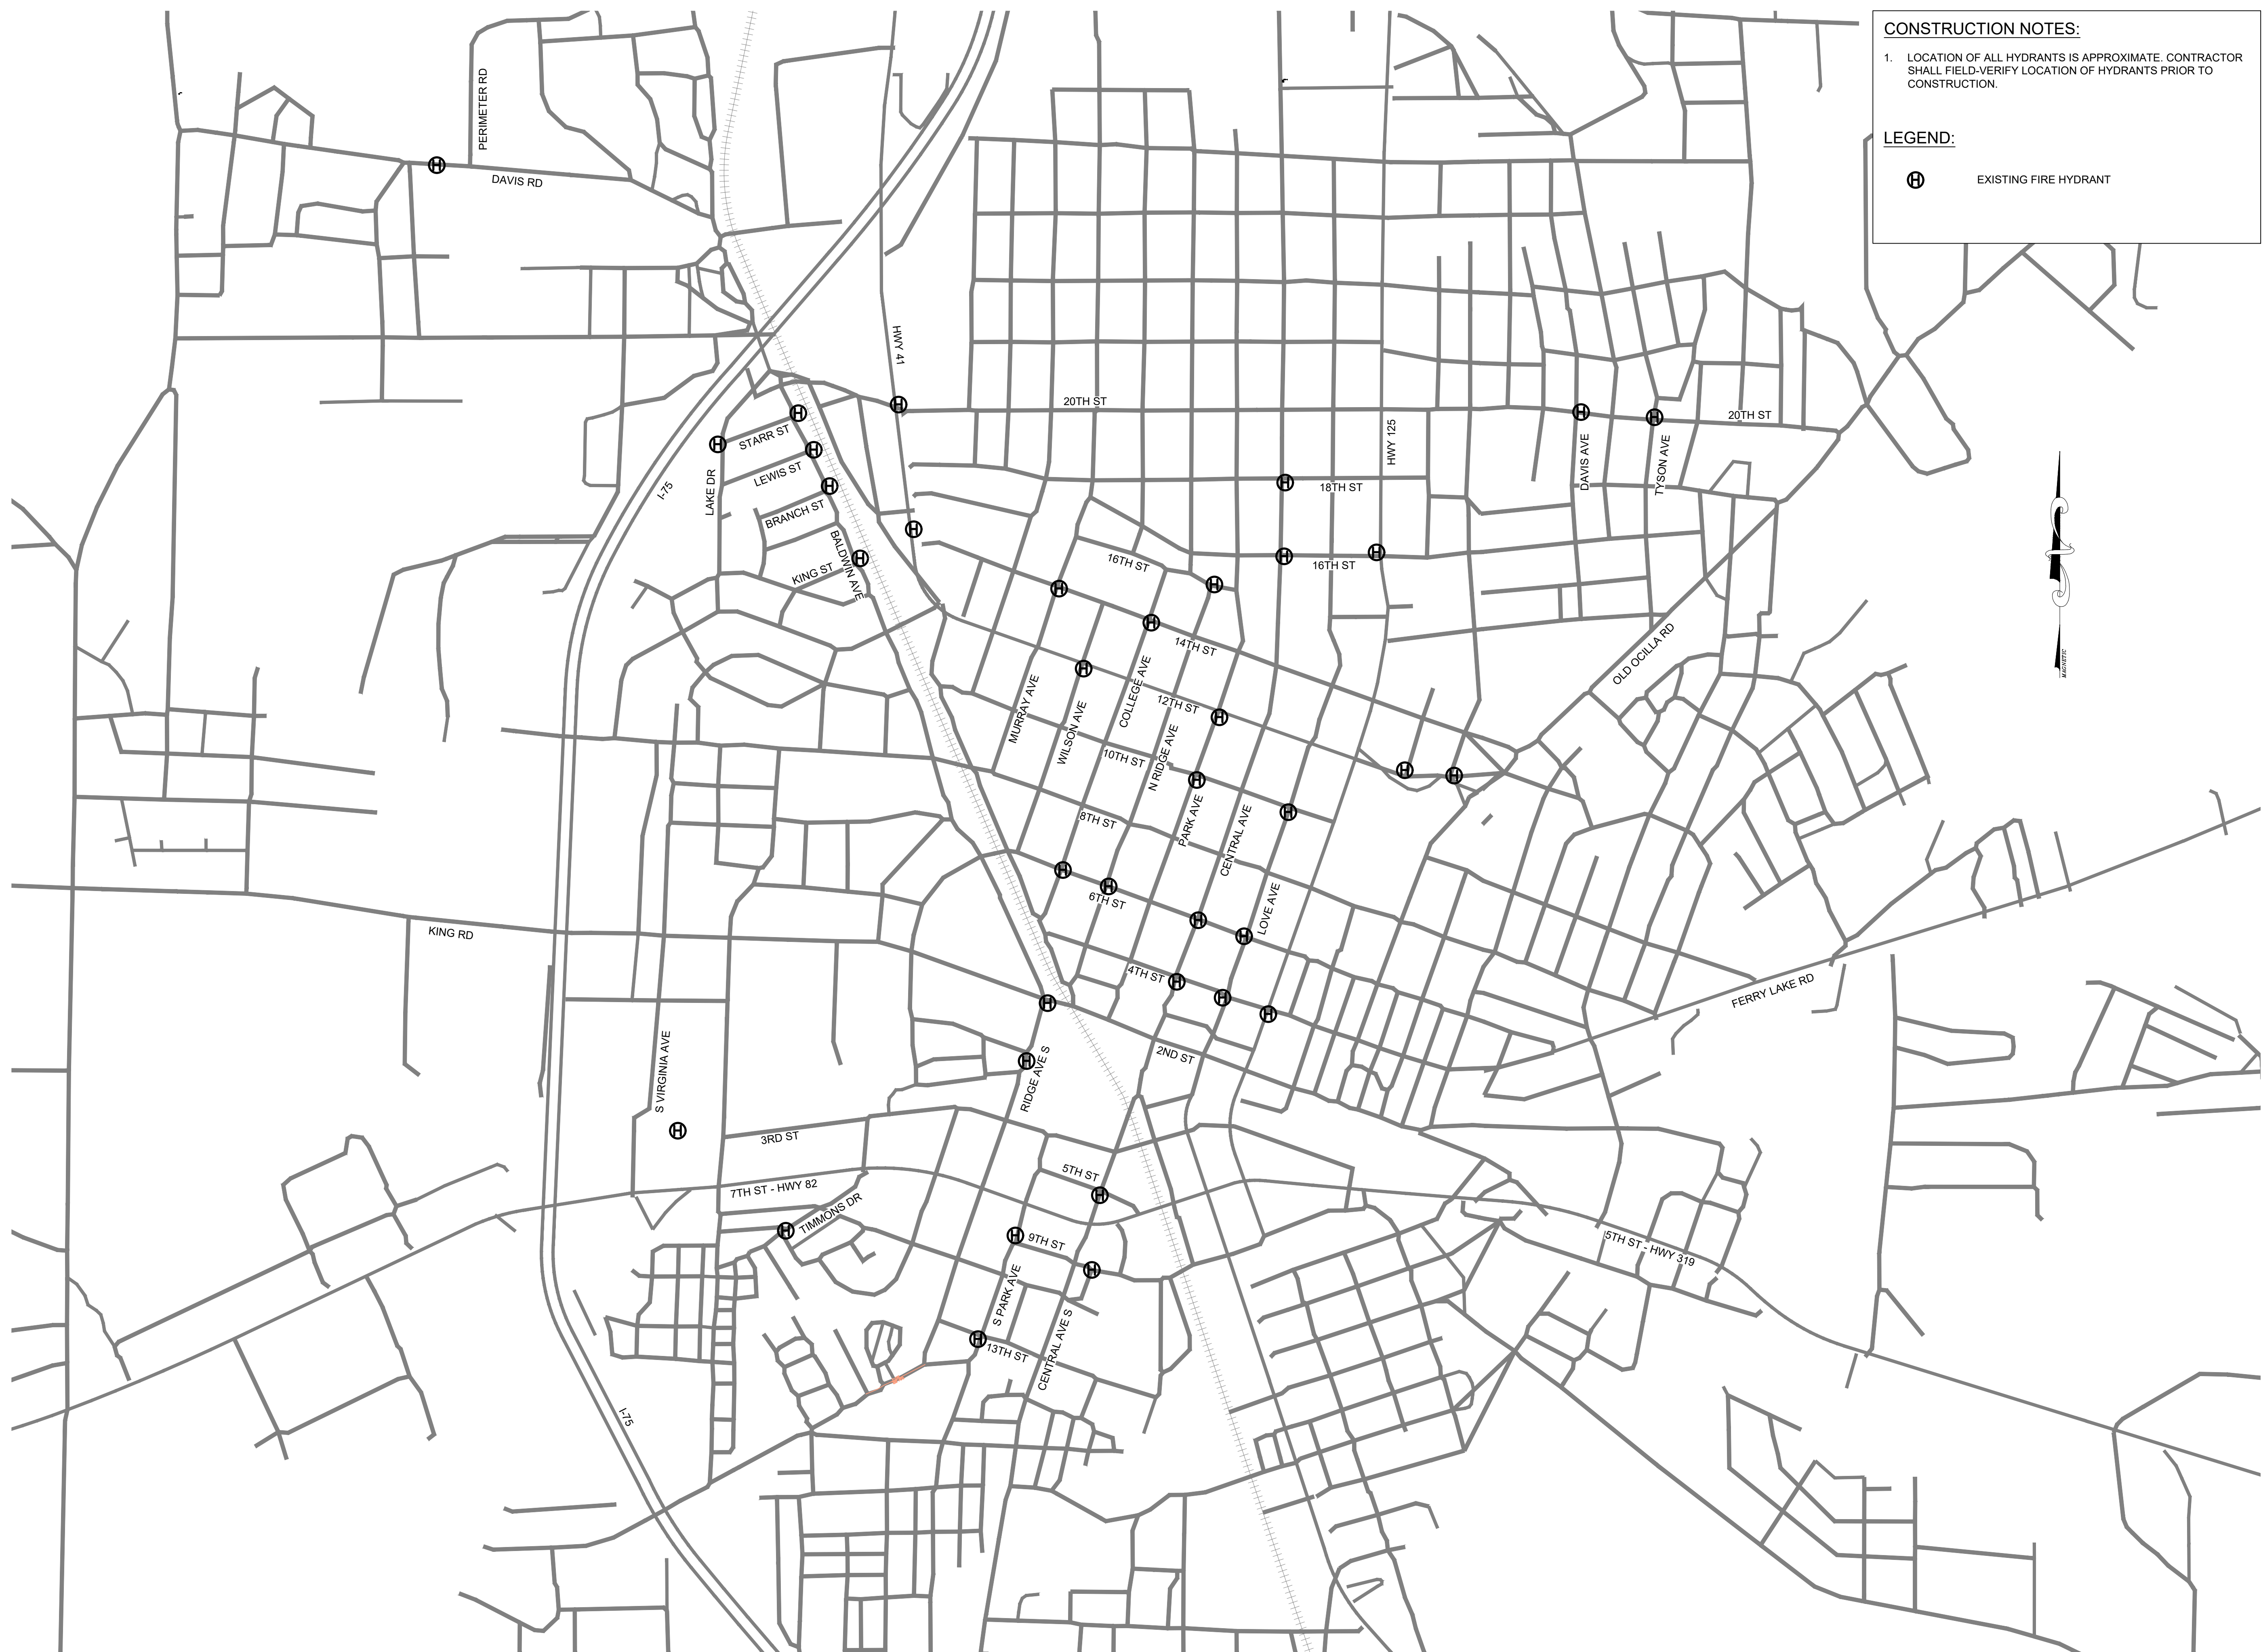 CONSTRUCTION NOTES:
1. LOCATION OF ALL HYDRANTS IS APPROXIMATE. CONTRACTOR
SHALL FIELD-VERIFY LOCATION OF HYDRANTS PRIOR TO
CONSTRUCTION.
LEGEND:
H EXISTING FIRE HYDRANT
PERIMETER RD
DAVIS RD
HWY 41
20TH ST
20TH ST
HWY 125
DAVIS AVE
TYSON AVE
STARR ST
LEWIS ST
LAKE DR
I-75
BRANCH ST
BALDWIN AVE
KING ST
18TH ST
16TH ST
16TH ST
14TH ST
OLD OCILLA RD
MAGNETIC
MURRAY AVE
WILSON AVE
COLLEGE AVE
12TH ST
10TH ST
N RIDGE AVE
8TH ST
PARK AVE
CENTRAL AVE
6TH ST
LOVE AVE
KING RD
4TH ST
FERRY LAKE RD
2ND ST
S VIRGINIA AVE
RIDGE AVE S
3RD ST
5TH ST
7TH ST - HWY 82
TIMMONS DR
9TH ST
5TH ST - HWY 319
S PARK AVE
13TH ST
CENTRAL AVE S
I-75